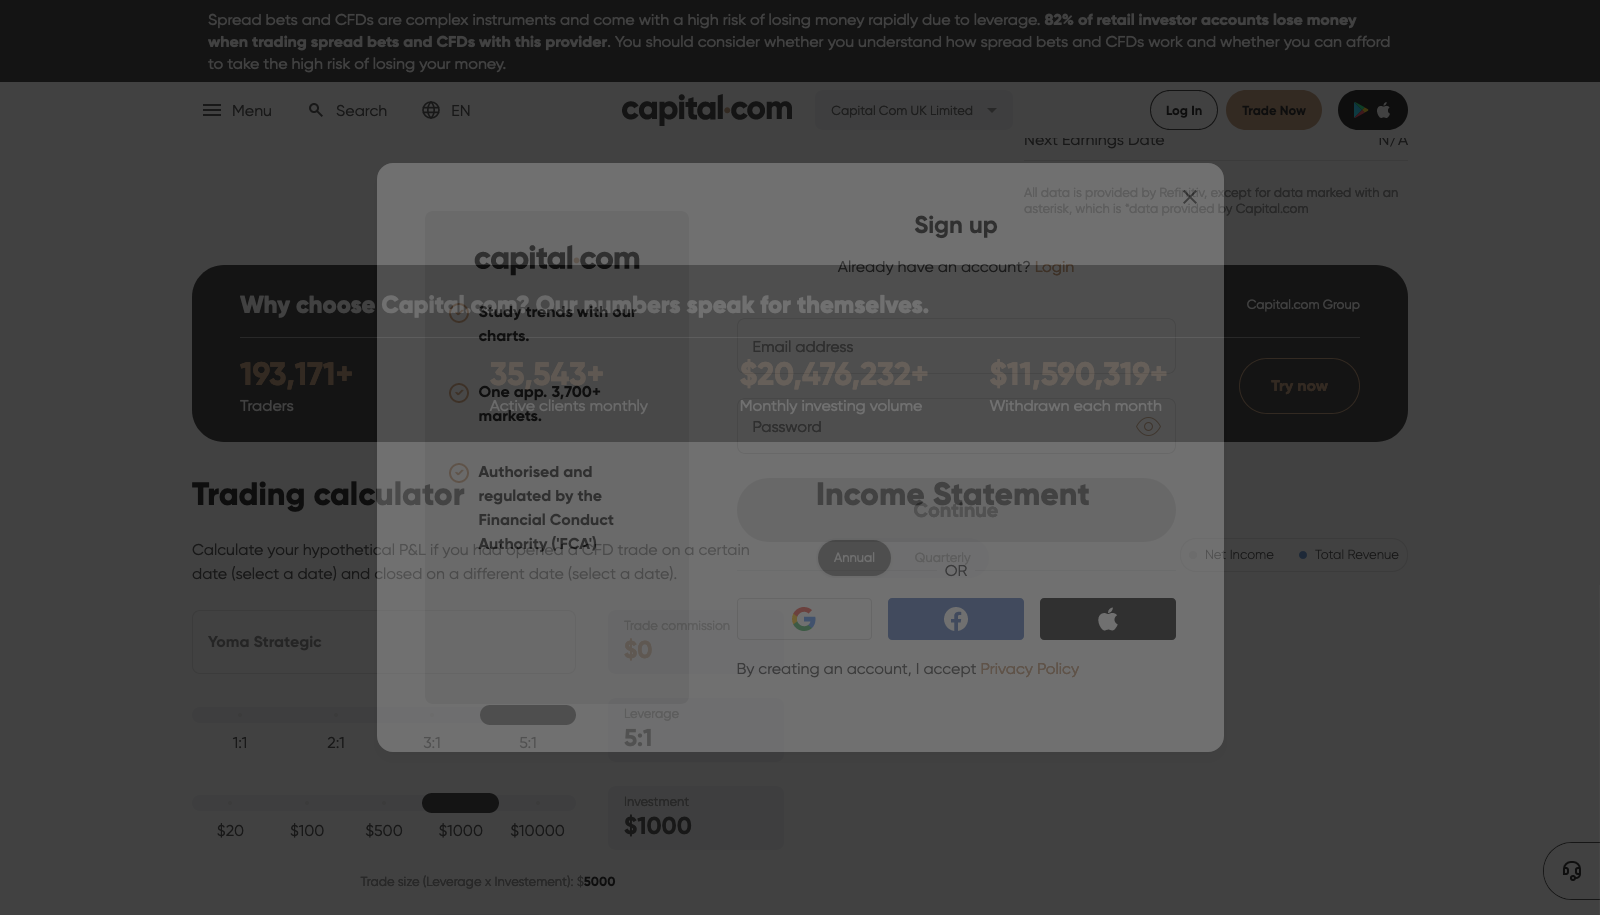 Spread bets and CFDs are complex instruments and come with a high risk of losing money rapidly due to leverage. 82% of retail investor accounts lose money
when trading spread bets and CFDs with this provider. You should consider whether you understand how spread bets and CFDs work and whether you can afford
to take the high risk of losing your money.
Menu
Search
EN
capital.com
Capital Com UK Limited
Log In
Trade Now
Next Earnings Date
N/A
All data is provided by Refinitiv, except for data marked with an
asterisk, which is *data provided by Capital.com
Sign up
Already have an account? Login
capital.com
Study trends with our
charts.
One app. 3,700+
markets.
Authorised and
regulated by the
Financial Conduct
Authority ('FCA')
Email address
Password
Continue
OR
By creating an account, I accept Privacy Policy
Why choose Capital.com? Our numbers speak for themselves.
Capital.com Group
193,171+
Traders
35,543+
Active clients monthly
$20,476,232+
Monthly investing volume
$11,590,319+
Withdrawn each month
Try now
Trading calculator
Calculate your hypothetical P&L if you had opened a CFD trade on a certain
date (select a date) and closed on a different date (select a date).
Yoma Strategic
Trade commission
$0
1:1
2:1
3:1
5:1
Leverage
5:1
$20
$100
$500
$1000
$10000
Investment
$1000
Trade size (Leverage x Investement): $5000
Income Statement
Annual
Quarterly
Net Income
Total Revenue